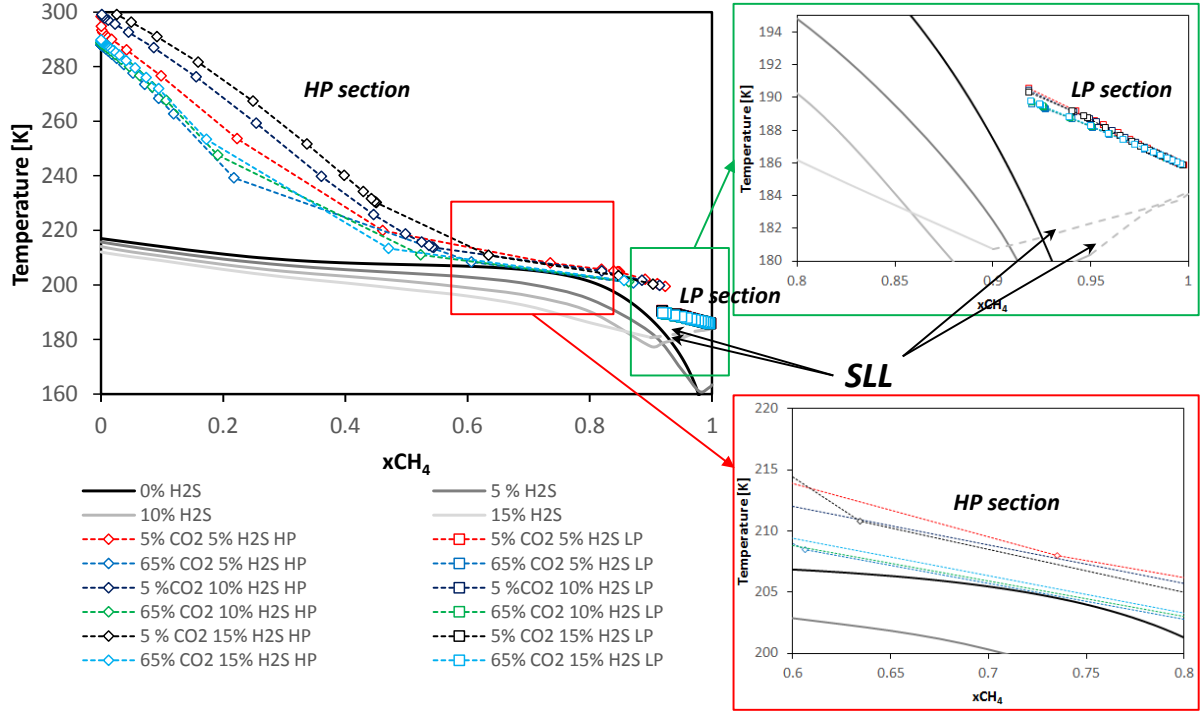 300
280
260
240
220
200
180
160
Temperature [K]
HP section
LP section
0
0.2
0.4
0.6
0.8
1
xCH4
SLL
194
192
190
188
186
184
182
180
Temperature [K]
LP section
0.8
0.85
0.9
0.95
1
xCH4
220
215
210
205
200
Temperature [K]
HP section
0.6
0.65
0.7
0.75
0.8
xCH4
0% H2S
5 % H2S
10% H2S
15% H2S
5% CO2 5% H2S HP
5% CO2 5% H2S LP
65% CO2 5% H2S HP
65% CO2 5% H2S LP
5 %CO2 10% H2S HP
5 %CO2 10% H2S LP
65% CO2 10% H2S HP
65% CO2 10% H2S LP
5 % CO2 15% H2S HP
5% CO2 15% H2S LP
65% CO2 15% H2S HP
65% CO2 15% H2S LP